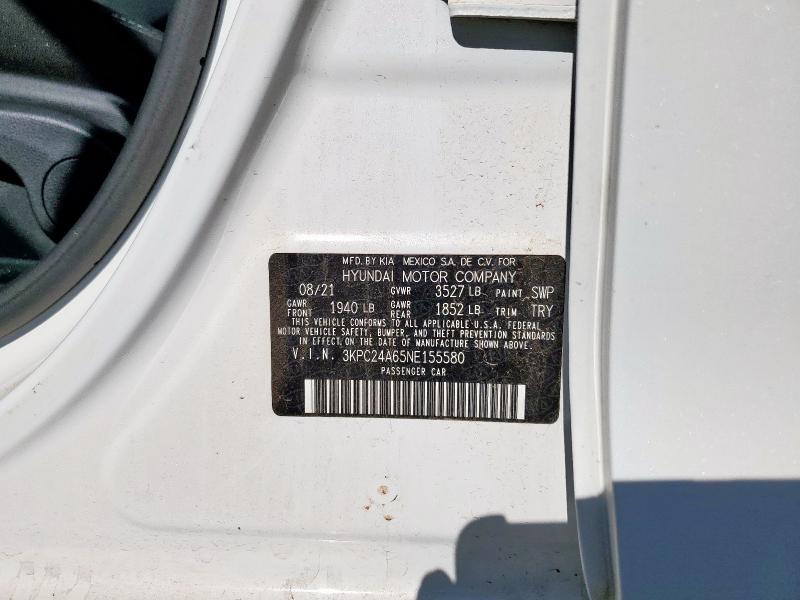 MFD. BY KIA MEXICO S.A. DE C.V. FOR
HYUNDAI MOTOR COMPANY
08/21 GVWR 3527 LB PAINT SWP
GAWR FRONT 1940 LB GAWR REAR 1852 LB TRIM TRY
THIS VEHICLE CONFORMS TO ALL APPLICABLE U.S.A. FEDERAL
MOTOR VEHICLE SAFETY, BUMPER, AND THEFT PREVENTION STANDARDS
IN EFFECT ON THE DATE OF MANUFACTURE SHOWN ABOVE.
V.I.N. 3KPC24A65NE155580
PASSENGER CAR